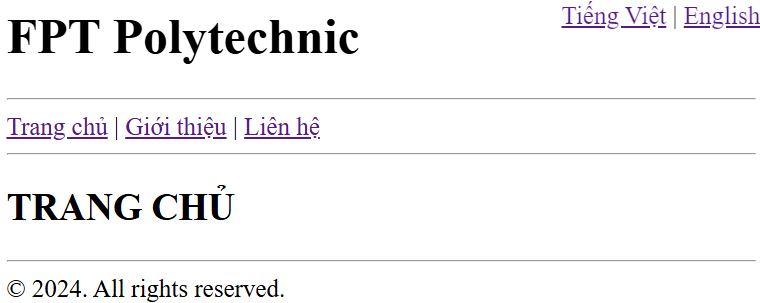 Tiếng Việt | English
FPT Polytechnic
Trang chủ | Giới thiệu | Liên hệ
TRANG CHỦ
© 2024. All rights reserved.